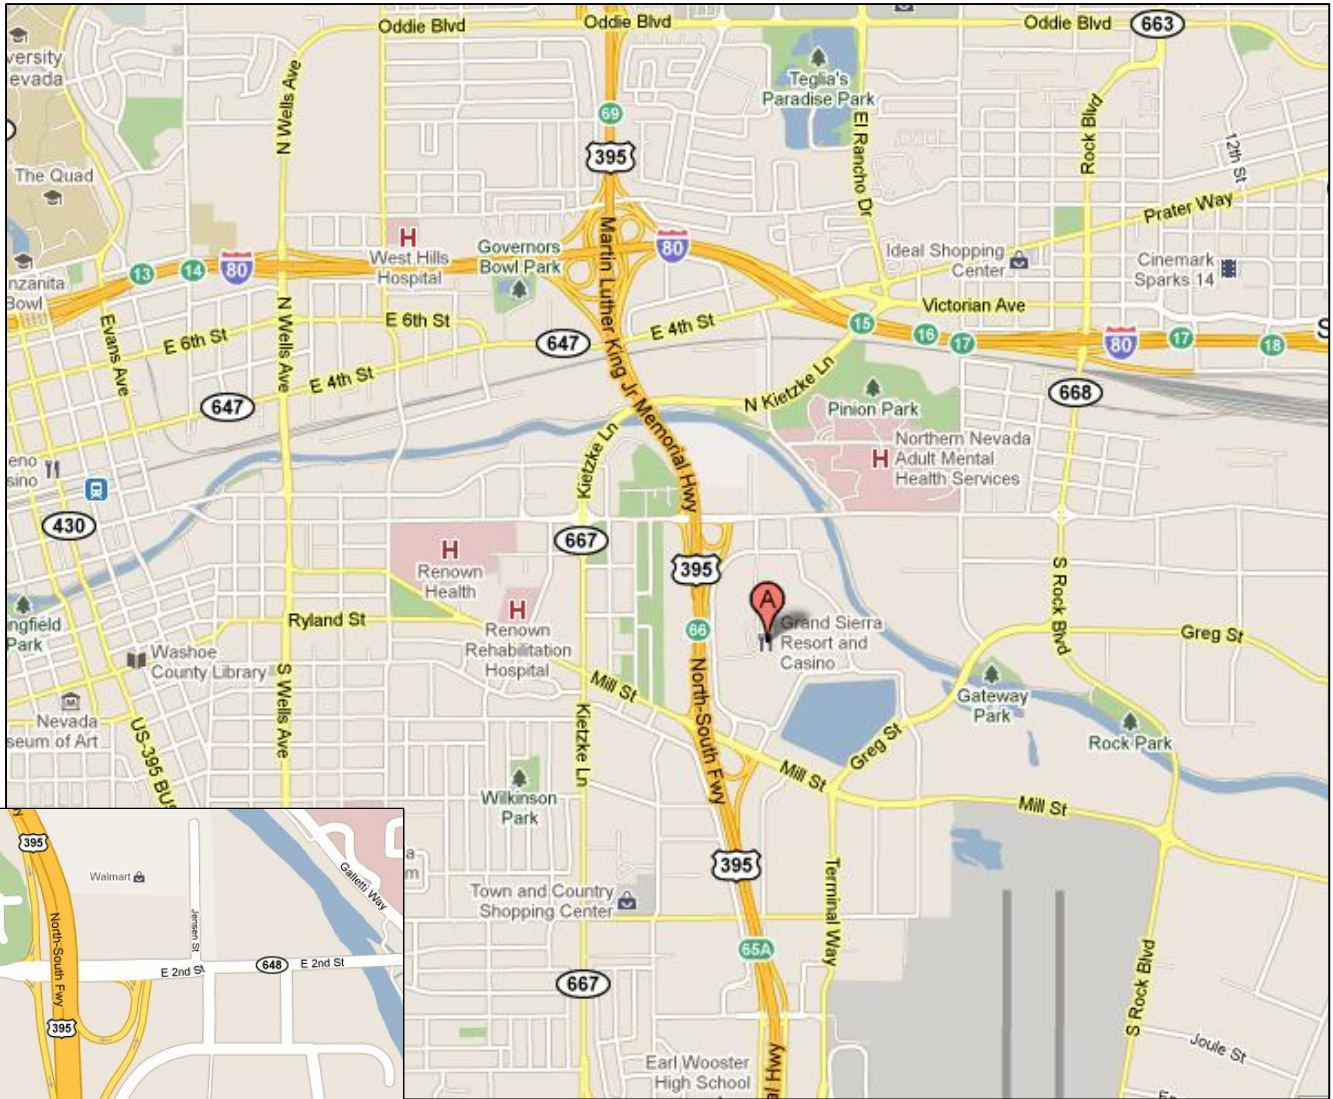 Oddie Blvd
Oddie Blvd
Oddie Blvd
663
versity
evada
N Wells Ave
Teglia's
Paradise Park
69
395
El Rancho Dr
Rock Blvd
12th St
The Quad
Prater Way
H
West Hills
Hospital
Governors
Bowl Park
Martin Luther King Jr Memorial Hwy
80
Ideal Shopping
Center
Cinemark
Sparks 14
13
14
80
nzanita
Bowl
Victorian Ave
Evans Ave
N Wells Ave
E 6th St
E 6th St
647
E 4th St
15
16
17
80
17
18
S
E 4th St
647
N Kietzke Ln
Pinion Park
668
Kietzke Ln
H
Northern Nevada
Adult Mental
Health Services
eno
sino
430
667
H
Renown
Health
395
S Rock Blvd
A
H
Renown
Rehabilitation
Hospital
66
Grand Sierra
Resort and
Casino
Greg St
ngfield
Park
Ryland St
Washoe
County Library
S Wells Ave
Mill St
North-South Fwy
Gateway
Park
Rock Park
Nevada
seum of Art
US-395 BUS
Kietzke Ln
Greg St
Mill St
Mill St
Wilkinson
Park
395
Terminal Way
a
m
Town and Country
Shopping Center
65A
667
S Rock Blvd
Joule St
Earl Wooster
High School
al Hwy
395
Walmart
Galletti Way
Jensen St
North-South Fwy
E 2nd St
648
E 2nd St
395